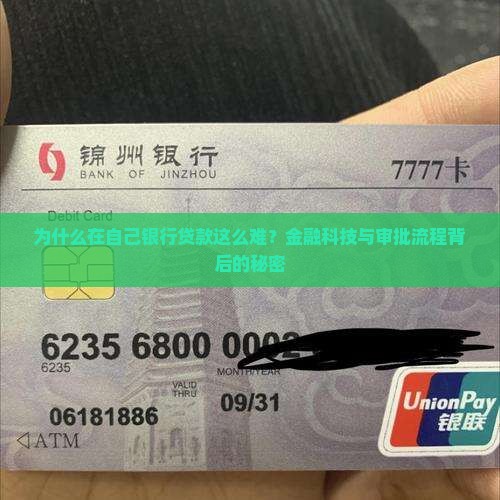 锦州银行
BANK OF JINZHOU
7777卡
Debit Card
为什么在自己银行贷款这么难？金融科技与审批流程背
后的秘密
6235 6800 0002
6235
MONTH/YEAR
VALID
THRU
09/31
06181886
ATM
UnionPay
银联